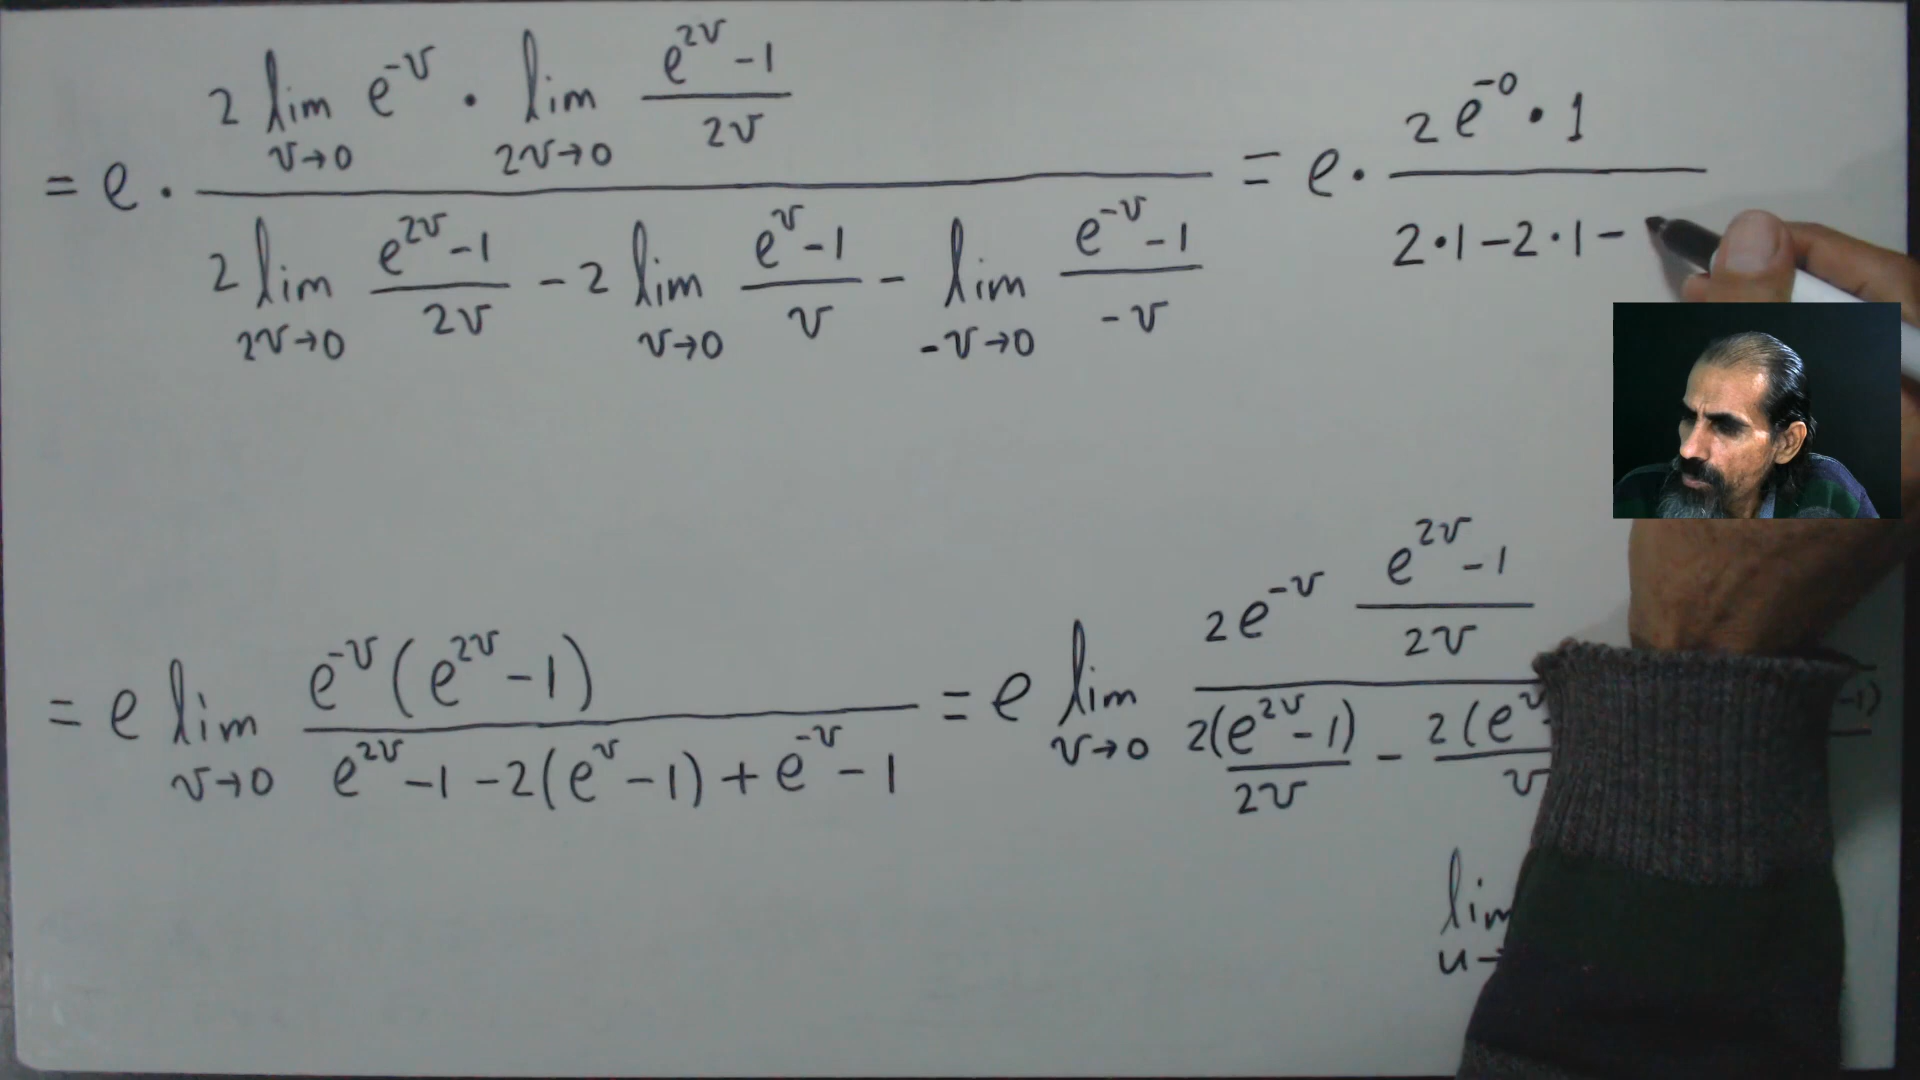 = e · (2 lim_{v→0} e^{-v} · lim_{2v→0} (e^{2v} - 1)/(2v)) / (2 lim_{2v→0} (e^{2v} - 1)/(2v) - 2 lim_{v→0} (e^{v} - 1)/v - lim_{-v→0} (e^{-v} - 1)/(-v)) = e · (2e^{-0} · 1)/(2·1 - 2·1 -
= e lim_{v→0} (e^{-v}(e^{2v} - 1))/(e^{2v} - 1 - 2(e^{v} - 1) + e^{-v} - 1) = e lim_{v→0} (2e^{-v} (e^{2v} - 1)/(2v))/(2(e^{2v} - 1)/(2v) - 2(e^{v}/v -1)
lim u→